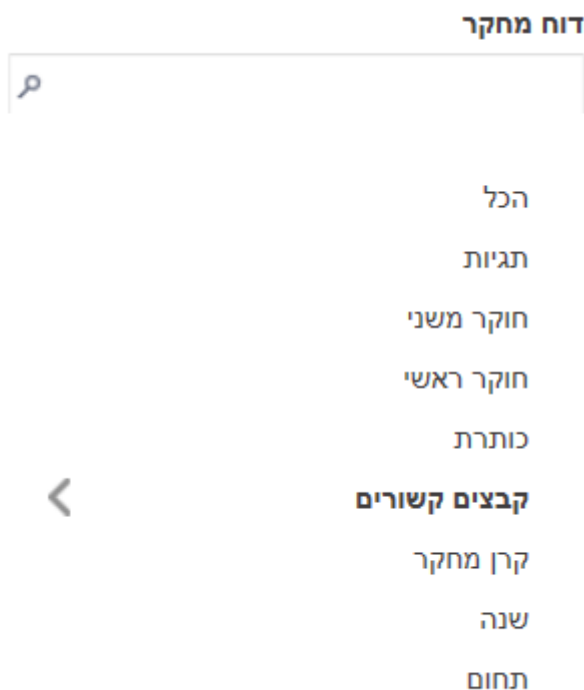 דוח מחקר
הכל
תגיות
חוקר משני
חוקר ראשי
כותרת
קבצים קשורים
קרן מחקר
שנה
תחום